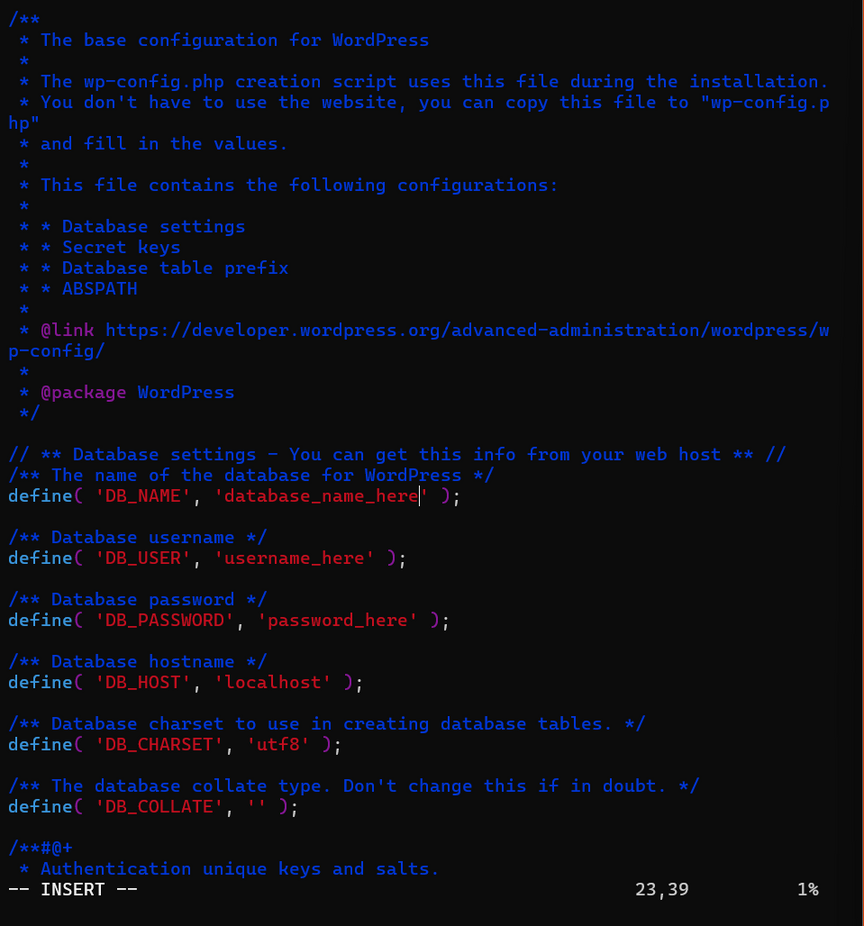 /**
 * The base configuration for WordPress
 *
 * The wp-config.php creation script uses this file during the installation.
 * You don't have to use the website, you can copy this file to "wp-config.p
hp"
 * and fill in the values.
 *
 * This file contains the following configurations:
 *
 * * Database settings
 * * Secret keys
 * * Database table prefix
 * * ABSPATH
 *
 * @link https://developer.wordpress.org/advanced-administration/wordpress/w
p-config/
 *
 * @package WordPress
 */

// ** Database settings - You can get this info from your web host ** //
/** The name of the database for WordPress */
define( 'DB_NAME', 'database_name_here' );

/** Database username */
define( 'DB_USER', 'username_here' );

/** Database password */
define( 'DB_PASSWORD', 'password_here' );

/** Database hostname */
define( 'DB_HOST', 'localhost' );

/** Database charset to use in creating database tables. */
define( 'DB_CHARSET', 'utf8' );

/** The database collate type. Don't change this if in doubt. */
define( 'DB_COLLATE', '' );

/**#@+
 * Authentication unique keys and salts.
-- INSERT -- 23,39 1%